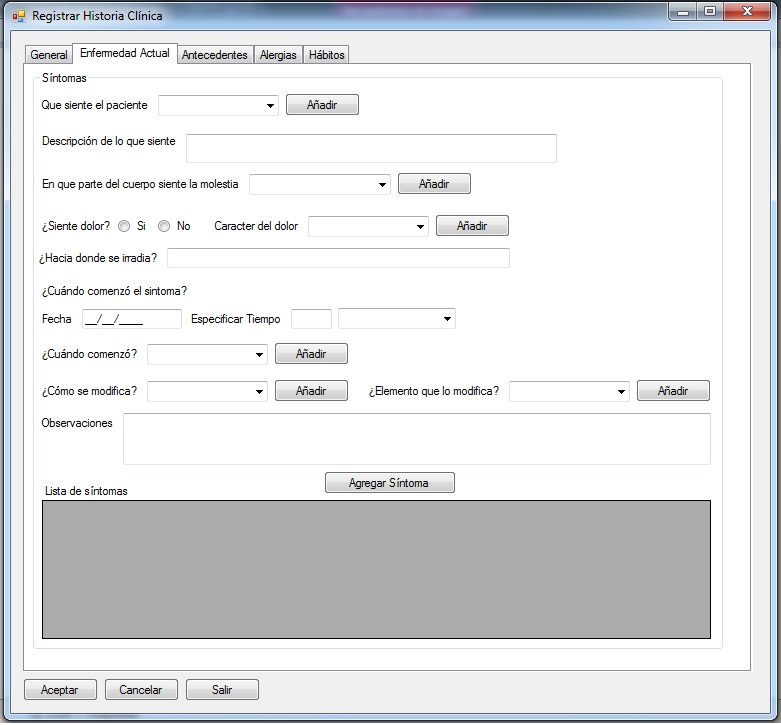 Registrar Historia Clínica
General Enfermedad Actual Antecedentes Alergias Hábitos
Síntomas
Que siente el paciente Añadir
Descripción de lo que siente
En que parte del cuerpo siente la molestia Añadir
¿Siente dolor? Si No Caracter del dolor Añadir
¿Hacia donde se irradia?
¿Cuándo comenzó el sintoma?
Fecha __/__/____ Especificar Tiempo
¿Cuándo comenzó? Añadir
¿Cómo se modifica? Añadir ¿Elemento que lo modifica? Añadir
Observaciones
Agregar Síntoma
Lista de síntomas
Aceptar Cancelar Salir